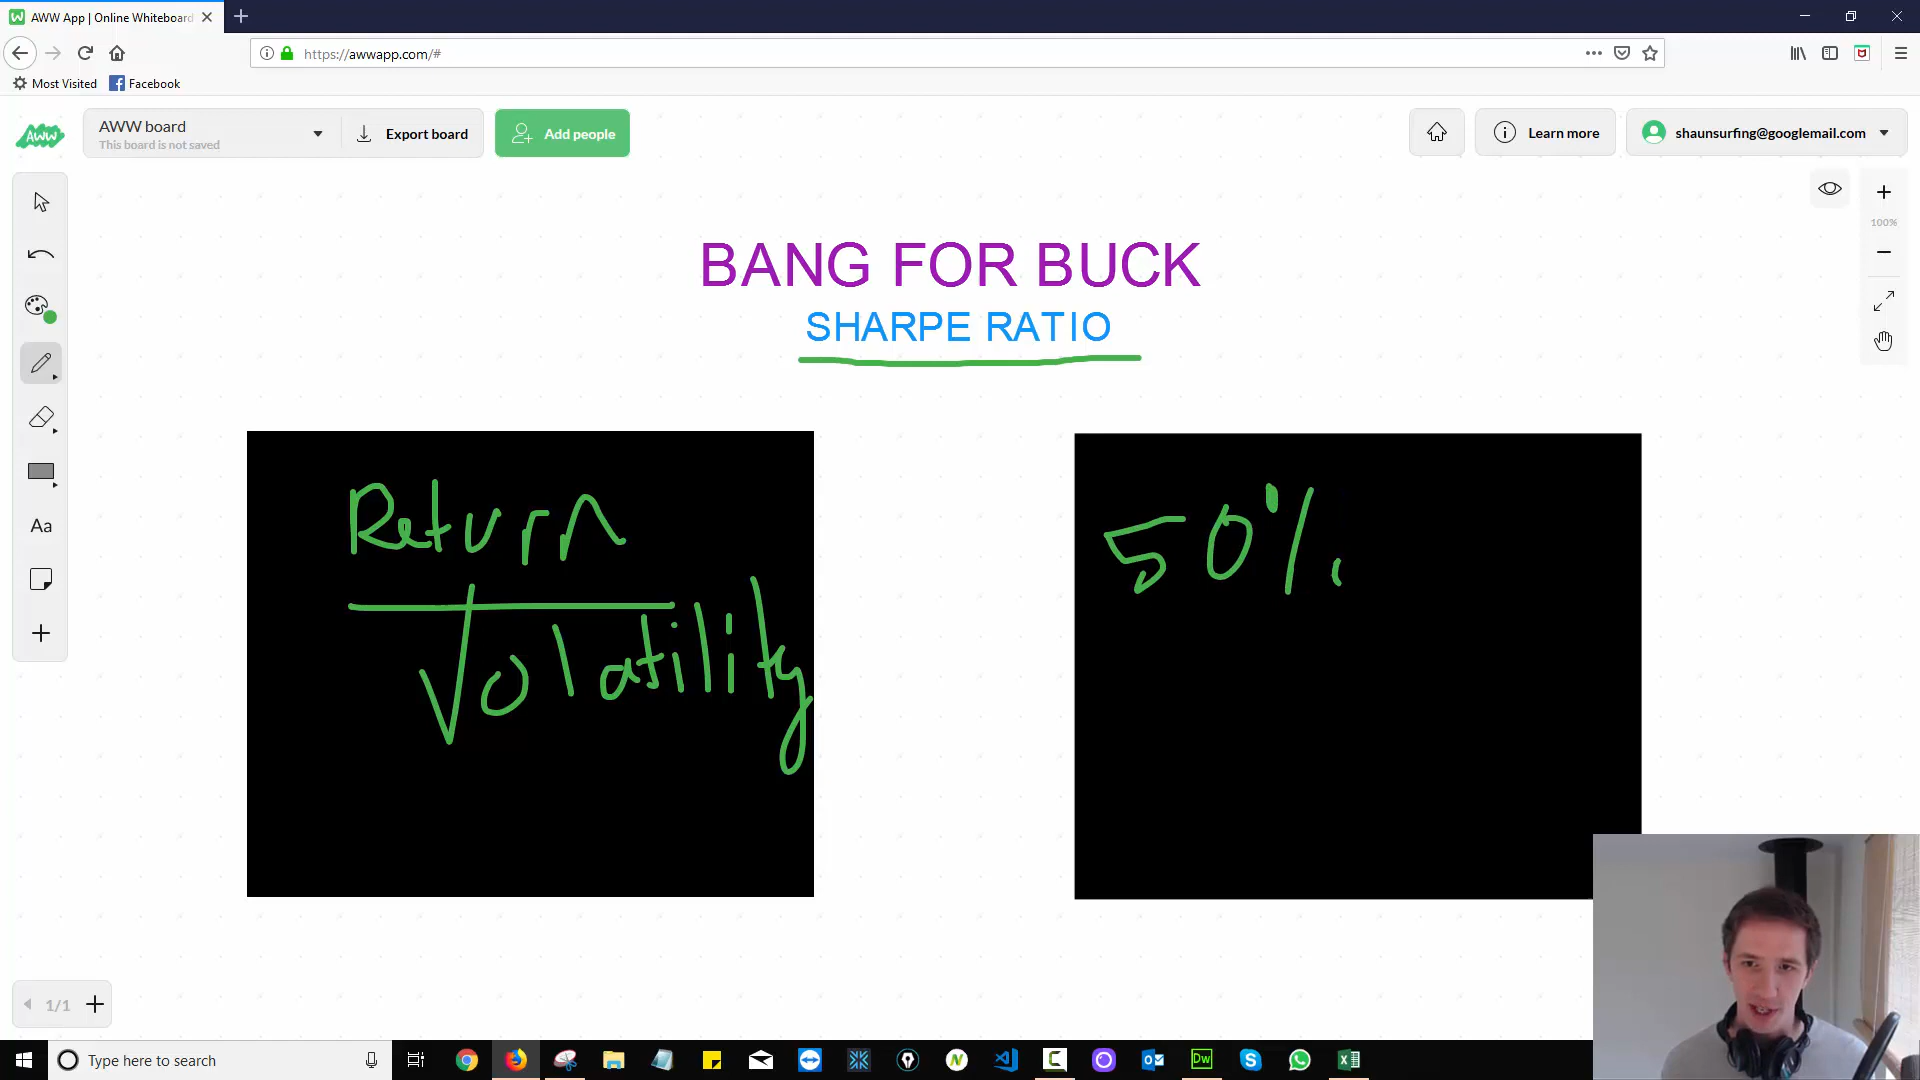 AWW App | Online Whiteboard
https://awwapp.com/#
Most Visited
Facebook
AWW
AWW board
This board is not saved
Export board
Add people
Learn more
shaunsurfing@googlemail.com
100%
BANG FOR BUCK
SHARPE RATIO
Return
Volatility
50%
Aa
1/1
Type here to search